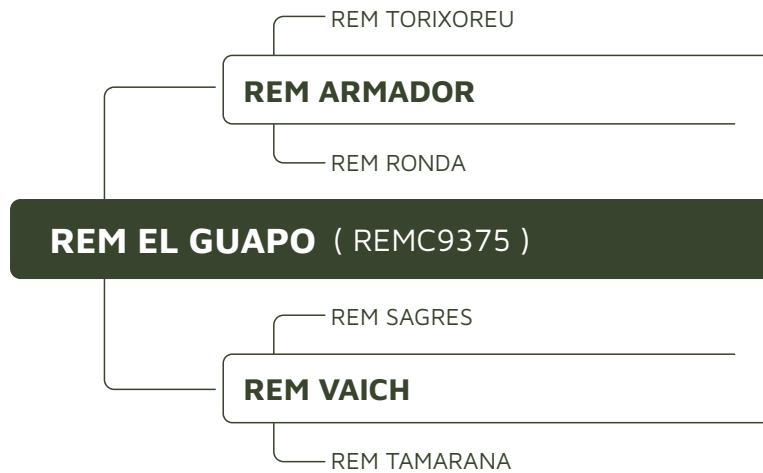 REM TORIXOREU
REM ARMADOR
REM RONDA
REM EL GUAPO ( REMC9375 )
REM SAGRES
REM VAICH
REM TAMARANA